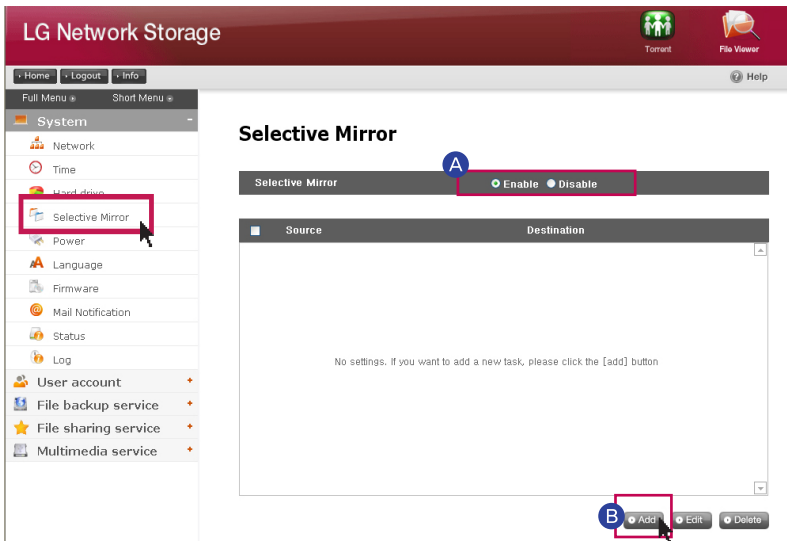 LG Network Storage
Torrent
File Viewer
Home Logout Info
Help
Full Menu Short Menu
System -
Network
Time
Hard drive
Selective Mirror
Power
Language
Firmware
Mail Notification
Status
Log
User account +
File backup service +
File sharing service +
Multimedia service +
Selective Mirror
A
Selective Mirror Enable Disable
Source Destination
No settings. If you want to add a new task, please click the [add] button
B
Add Edit Delete